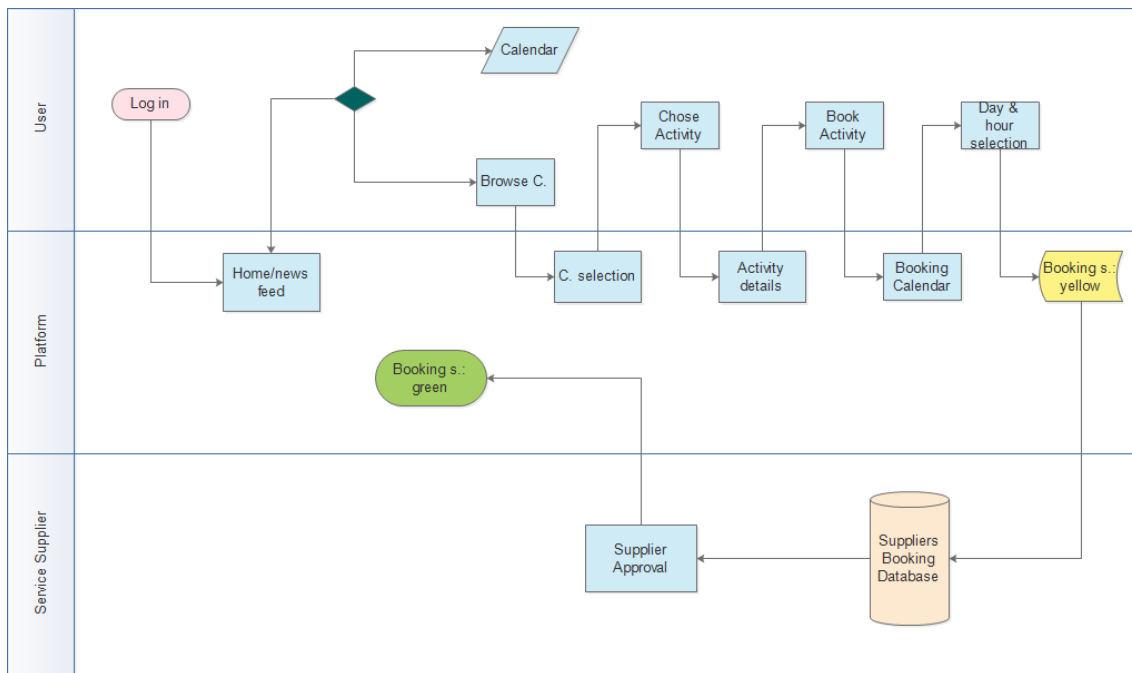 User
Log in
Calendar
Browse C.
Chose
Activity
Book
Activity
Day &
hour
selection
Platform
Home/news
feed
C. selection
Activity
details
Booking
Calendar
Booking s.:
yellow
Booking s.:
green
Service Supplier
Supplier
Approval
Suppliers
Booking
Database